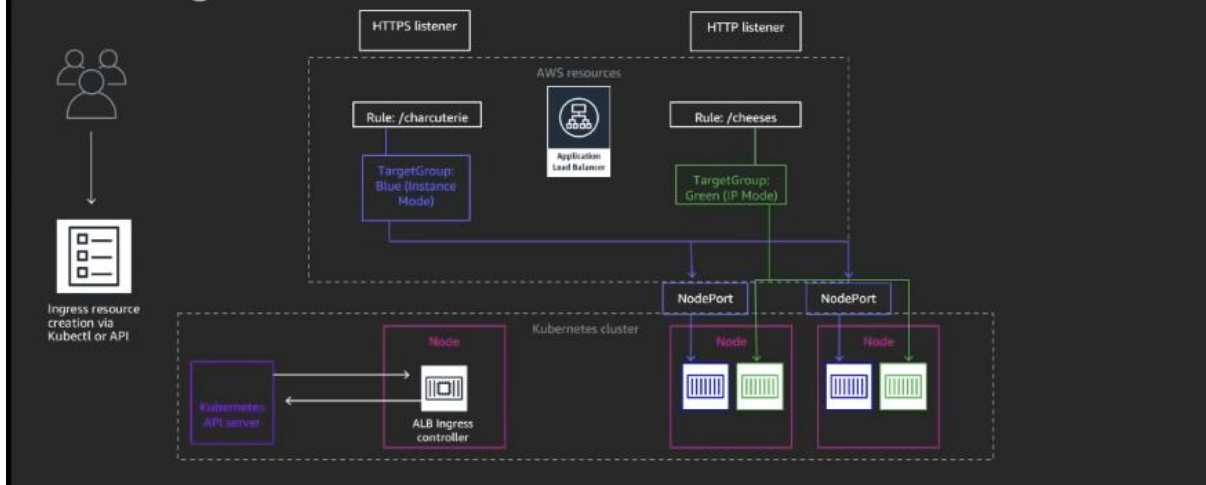 HTTPS listener
HTTP listener
AWS resources
Rule: /charcuterie
Rule: /cheeses
Application
Load Balancer
TargetGroup:
Blue (Instance
Mode)
TargetGroup:
Green (IP Mode)
Ingress resource
creation via
Kubectl or API
NodePort
NodePort
Kubernetes cluster
Node
Node
Node
Kubernetes
API server
ALB Ingress
controller